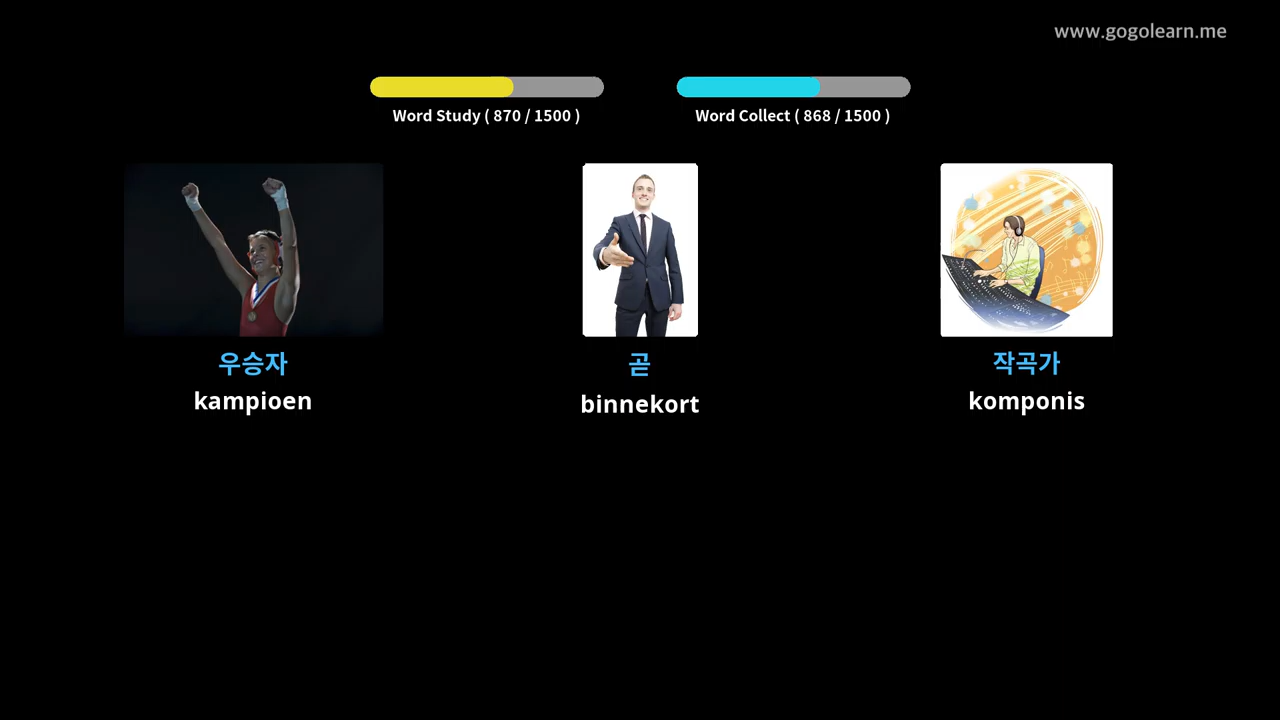 www.gogolearn.me
Word Study ( 870 / 1500 )
Word Collect ( 868 / 1500 )
우승자
kampioen
곧
binnekort
작곡가
komponis